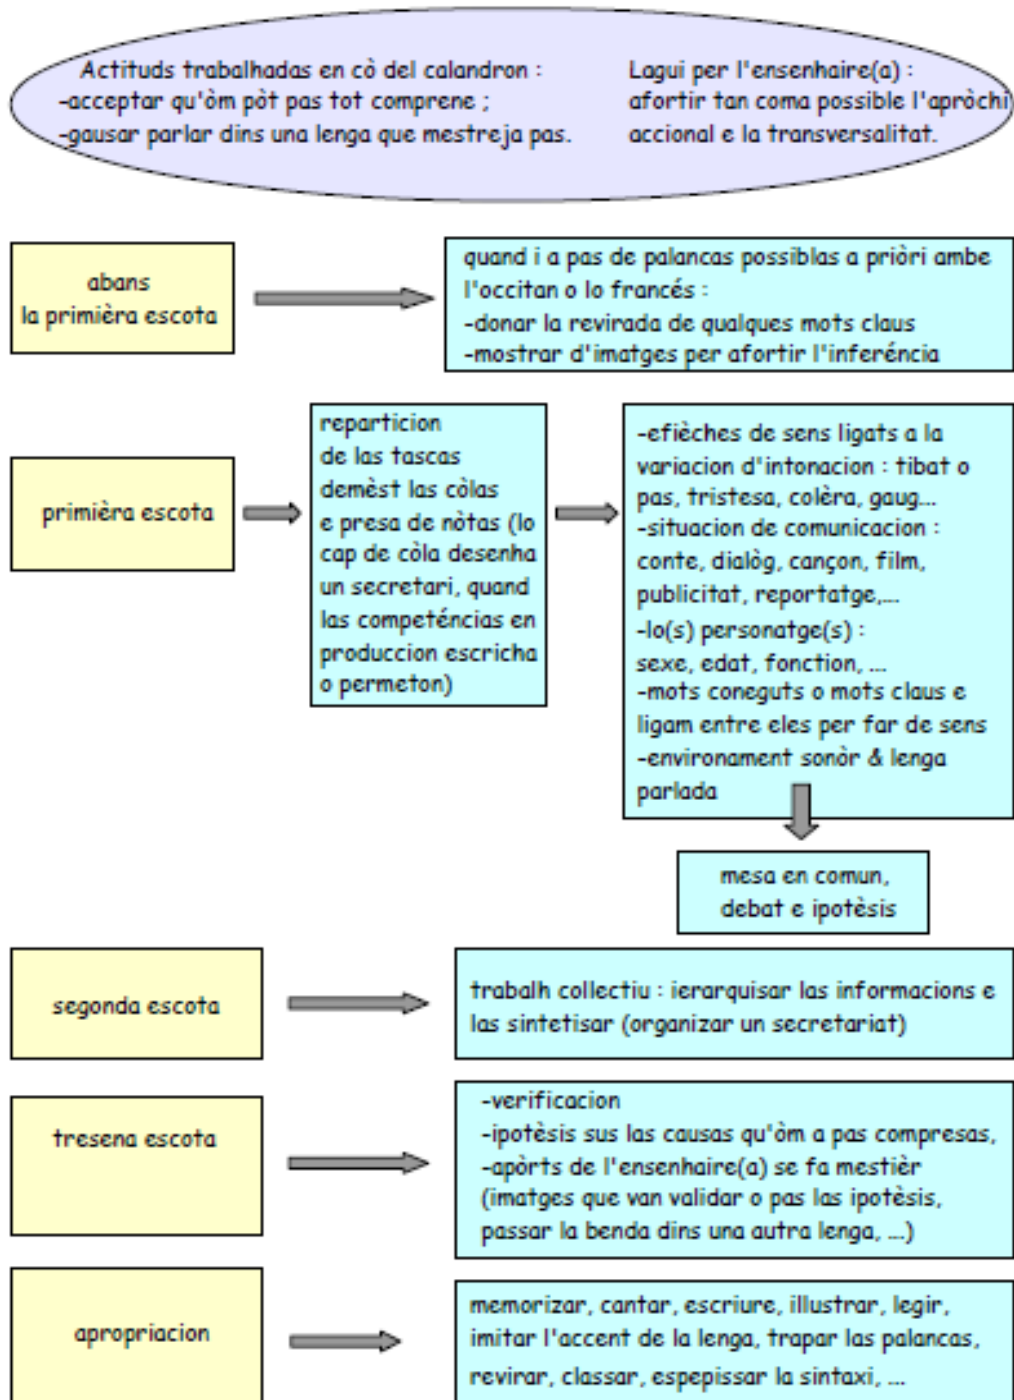 Actituds trabalhadas en cò del calandron :
-acceptar qu'òm pòt pas tot comprene ;
-gausar parlar dins una lenga que mestreja pas.
Lagui per l'ensenhaire(a) :
afortir tan coma possible l'apròchi
accional e la transversalitat.
abans
la primièra escota
quand i a pas de palancas possiblas a priòri ambe
l'occitan o lo francés :
-donar la revirada de qualques mots claus
-mostrar d'imatges per afortir l'inferéncia
primièra escota
reparticion
de las tascas
demèst las còlas
e presa de nòtas (lo
cap de còla desenha
un secretari, quand
las competéncias en
produccion escricha
o permeton)
-efièches de sens ligats a la
variacion d'intonacion : tibat o
pas, tristesa, colèra, gaug...
-situacion de comunicacion :
conte, dialòg, cançon, film,
publicitat, reportatge,...
-lo(s) personatge(s) :
sexe, edat, fonction, ...
-mots coneguts o mots claus e
ligam entre eles per far de sens
-environament sonòr & lenga
parlada
mesa en comun,
debat e ipotèsis
segonda escota
trabalh collectiu : ierarquisar las informacions e
las sintetisar (organizar un secretariat)
tresena escota
-verificacion
-ipotèsis sus las causas qu'òm a pas compresas,
-apòrts de l'ensenhaire(a) se fa mestièr
(imatges que van validar o pas las ipotèsis,
passar la benda dins una autra lenga, ...)
apropriacion
memorizar, cantar, escriure, illustrar, legir,
imitar l'accent de la lenga, trapar las palancas,
revirar, classar, espepissar la sintaxi, ...